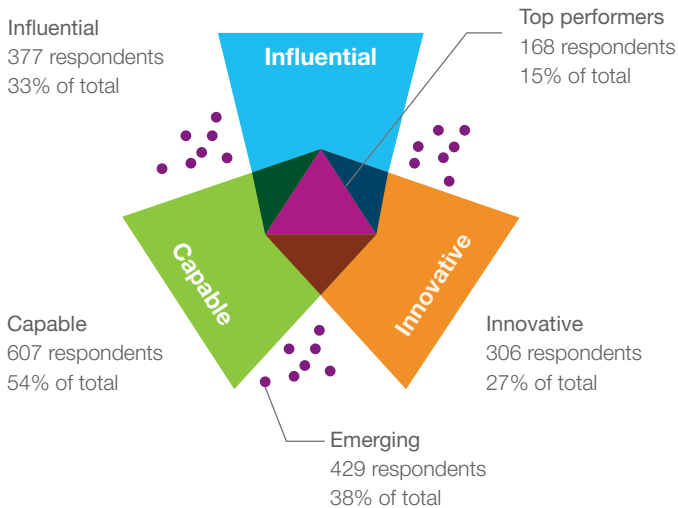 Influential
377 respondents
33% of total
Top performers
168 respondents
15% of total
Influential
Capable
Innovative
Capable
607 respondents
54% of total
Innovative
306 respondents
27% of total
Emerging
429 respondents
38% of total